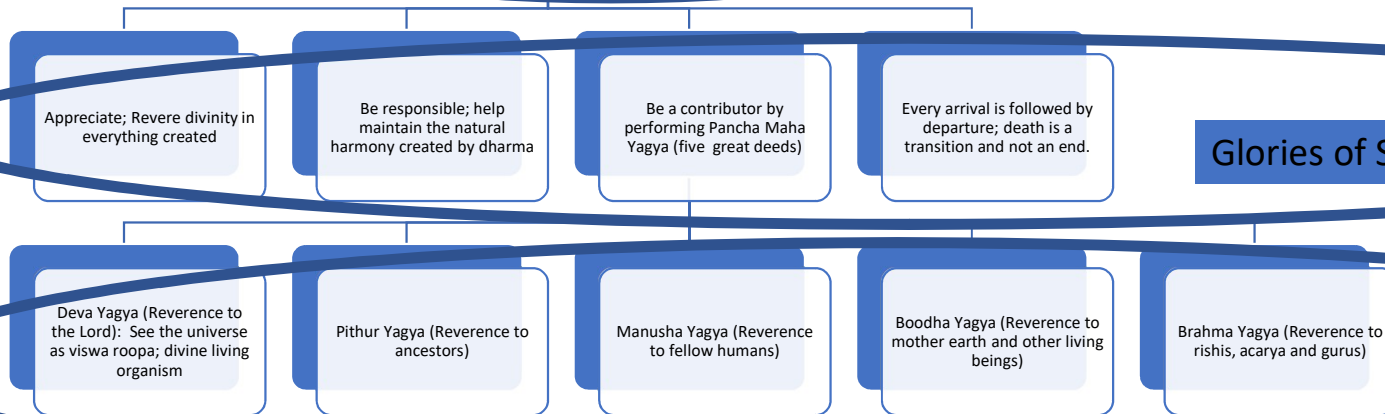 Appreciate; Revere divinity in
everything created
Be responsible; help
maintain the natural
harmony created by dharma
Be a contributor by
performing Pancha Maha
Yagya (five great deeds)
Every arrival is followed by
departure; death is a
transition and not an end.
Glories of S
Deva Yagya (Reverence to
the Lord): See the universe
as viswa roopa; divine living
organism
Pithur Yagya (Reverence to
ancestors)
Manusha Yagya (Reverence
to fellow humans)
Boodha Yagya (Reverence to
mother earth and other living
beings)
Brahma Yagya (Reverence to
rishis, acarya and gurus)